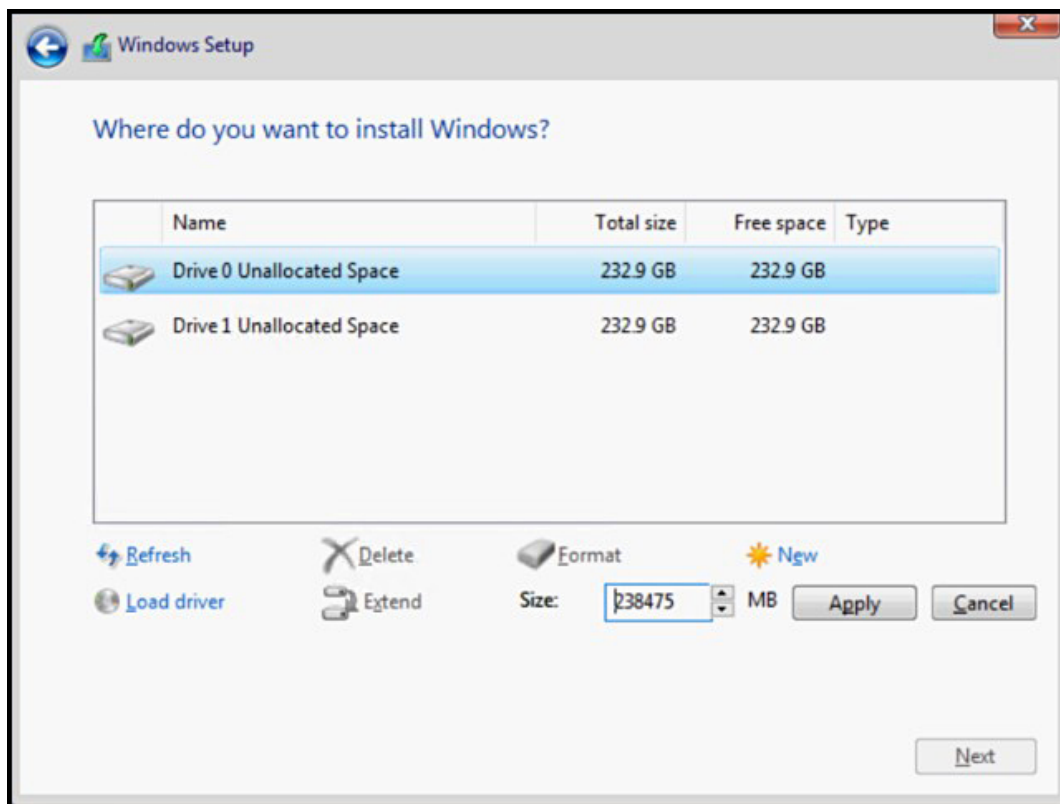 Windows Setup
Where do you want to install Windows?
Name Total size Free space Type
Drive 0 Unallocated Space 232.9 GB 232.9 GB
Drive 1 Unallocated Space 232.9 GB 232.9 GB
Refresh Delete Format New
Load driver Extend Size: 238475 MB Apply Cancel
Next